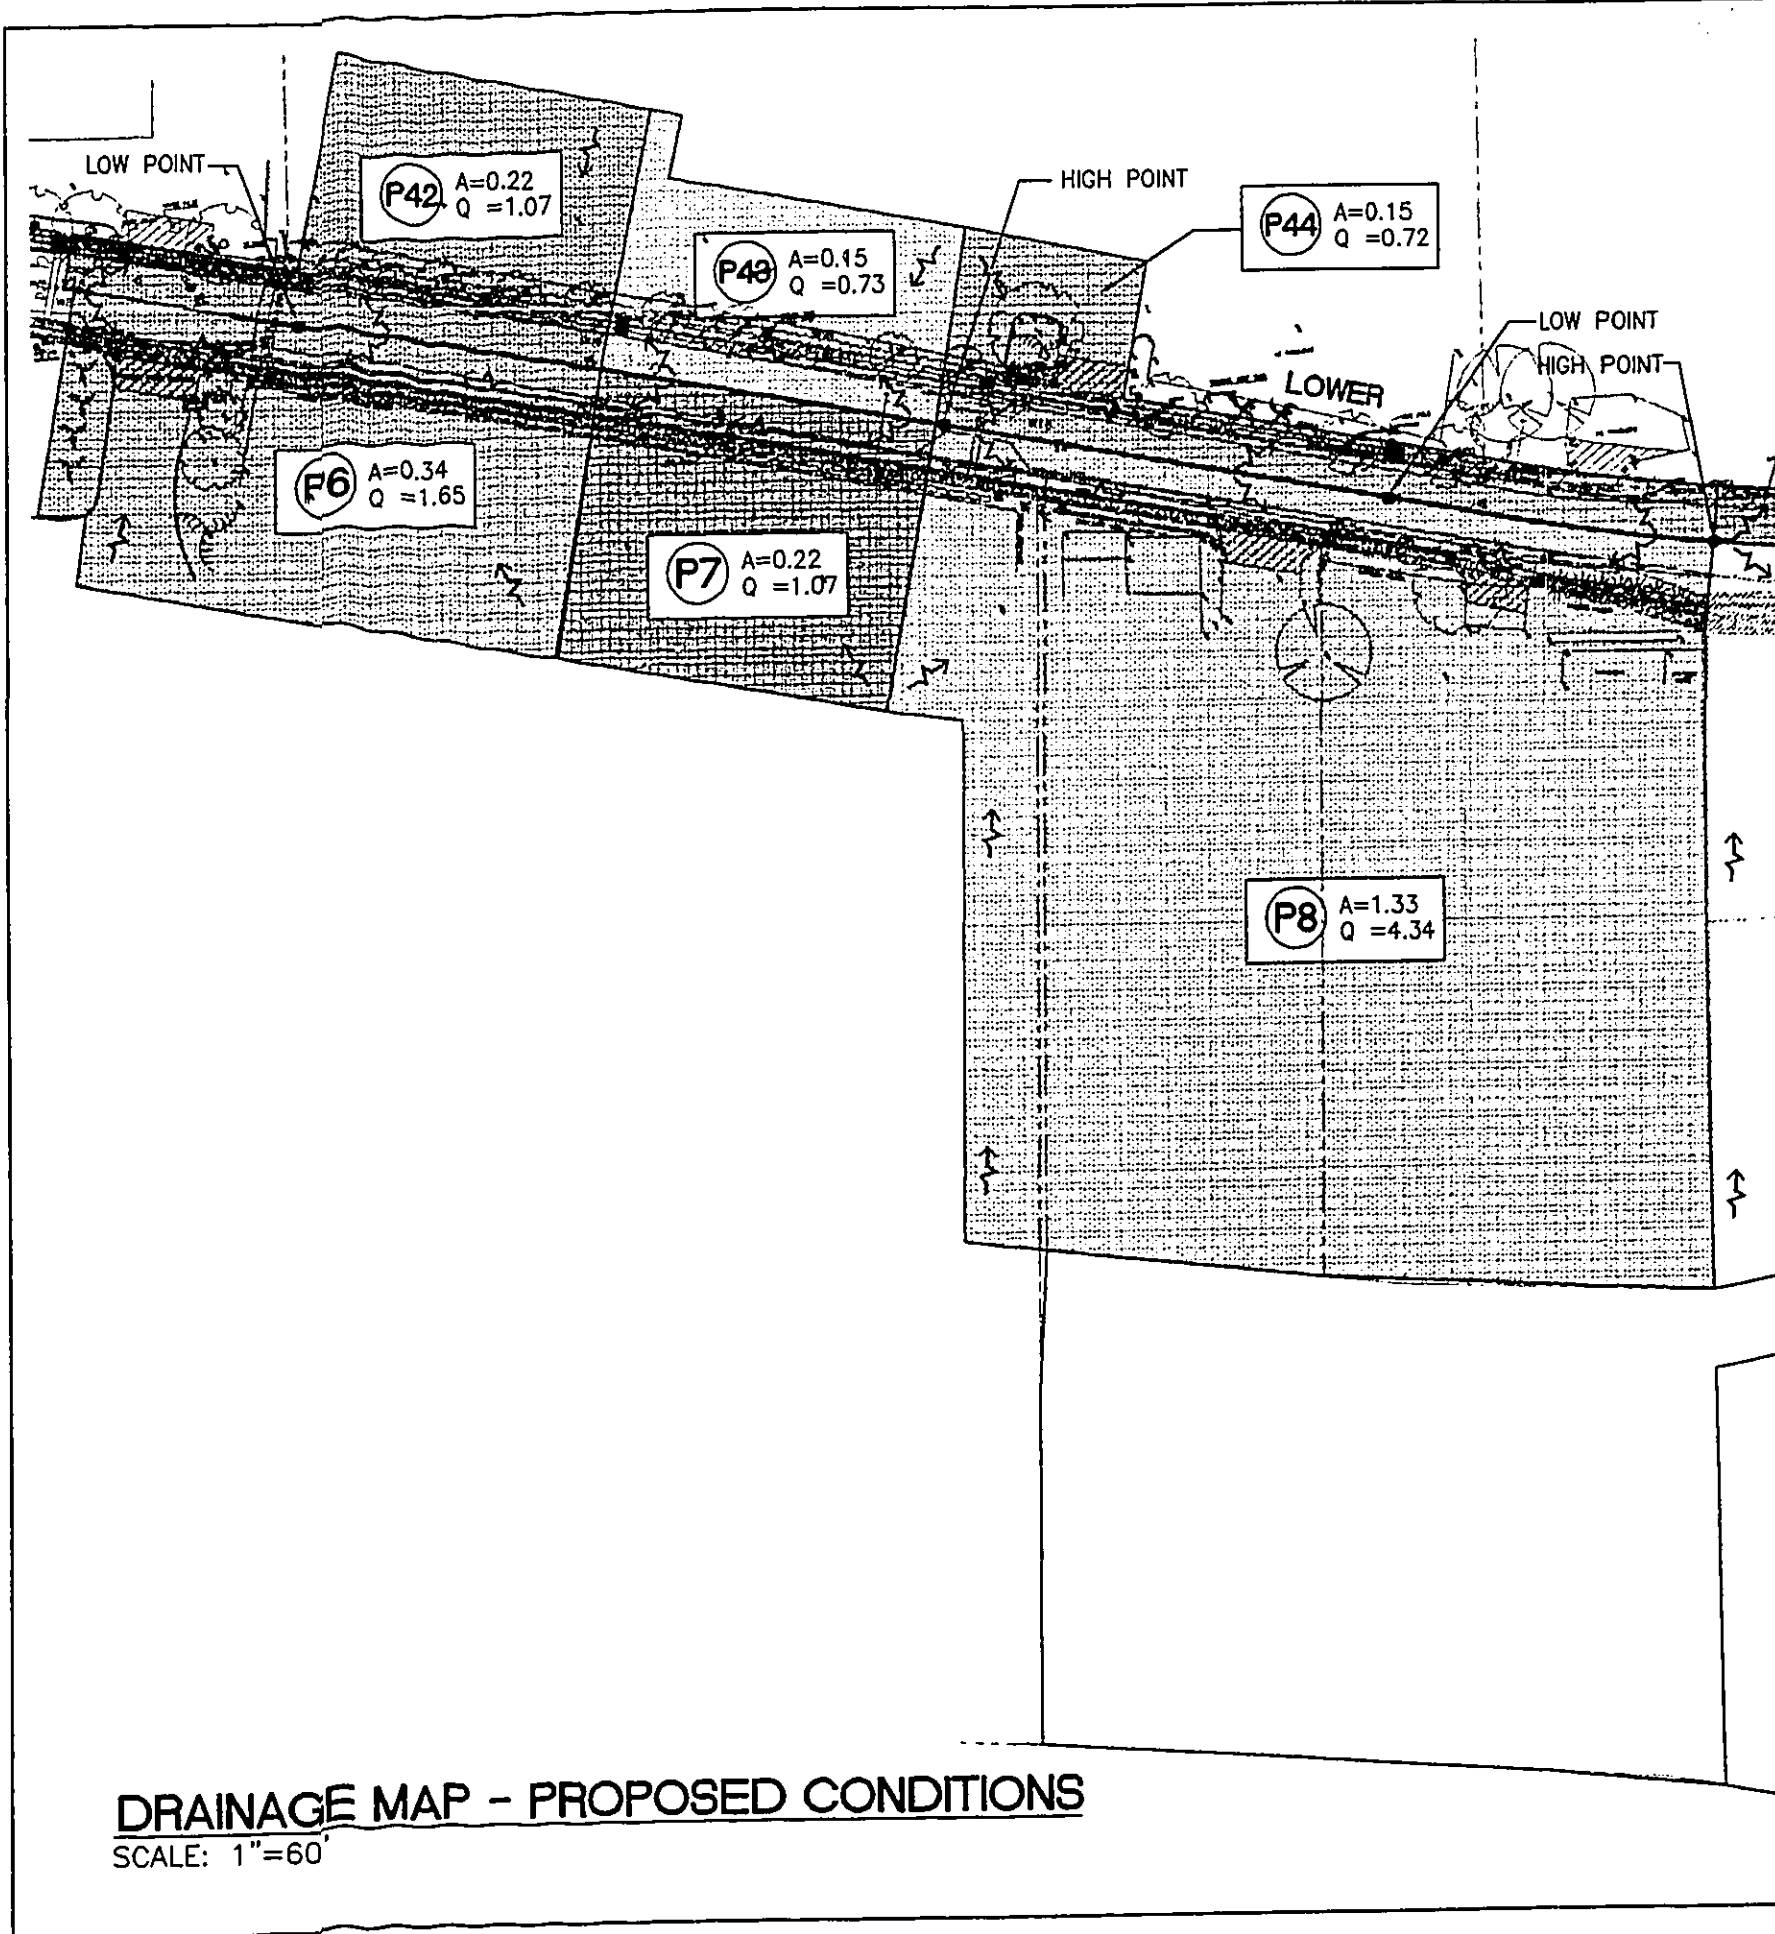 LOW POINT
P42 A=0.22
Q =1.07
HIGH POINT
P44 A=0.15
Q =0.72
P43 A=0.15
Q =0.73
LOW POINT
HIGH POINT
LOWER
P6 A=0.34
Q =1.65
P7 A=0.22
Q =1.07
P8 A=1.33
Q =4.34
DRAINAGE MAP - PROPOSED CONDITIONS
SCALE: 1"=60'